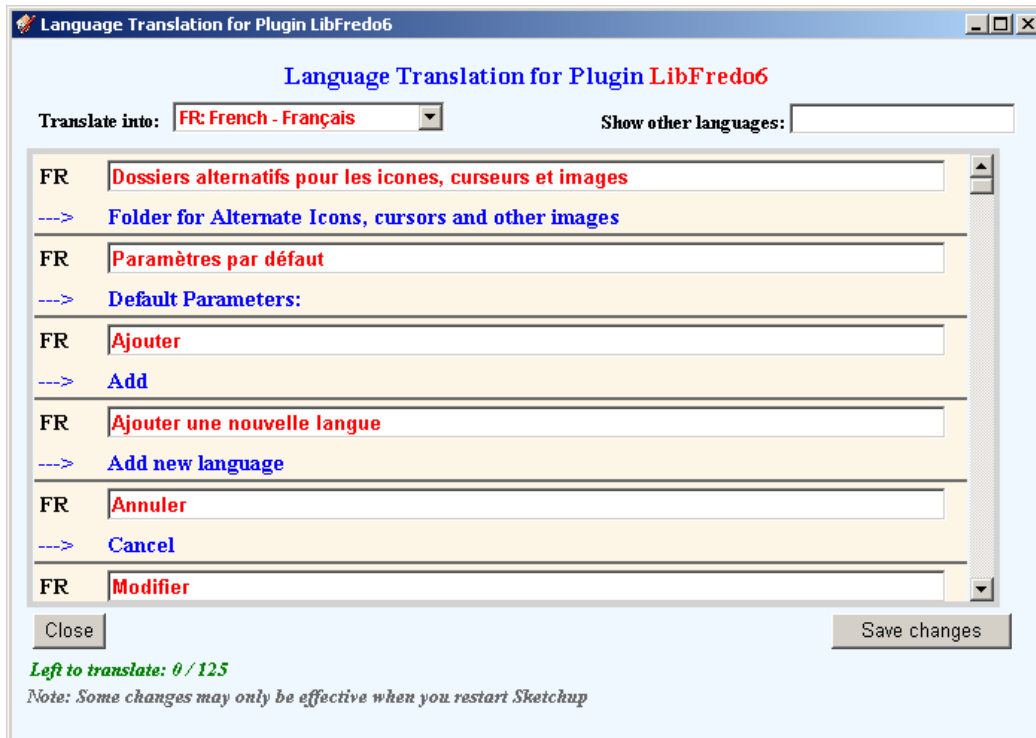 Language Translation for Plugin LibFredo6
Language Translation for Plugin LibFredo6
Translate into: FR: French - Français Show other languages:
FR Dossiers alternatifs pour les icones, curseurs et images
---> Folder for Alternate Icons, cursors and other images
FR Paramètres par défaut
---> Default Parameters:
FR Ajouter
---> Add
FR Ajouter une nouvelle langue
---> Add new language
FR Annuler
---> Cancel
FR Modifier
Close Save changes
Left to translate: 0 / 125
Note: Some changes may only be effective when you restart Sketchup